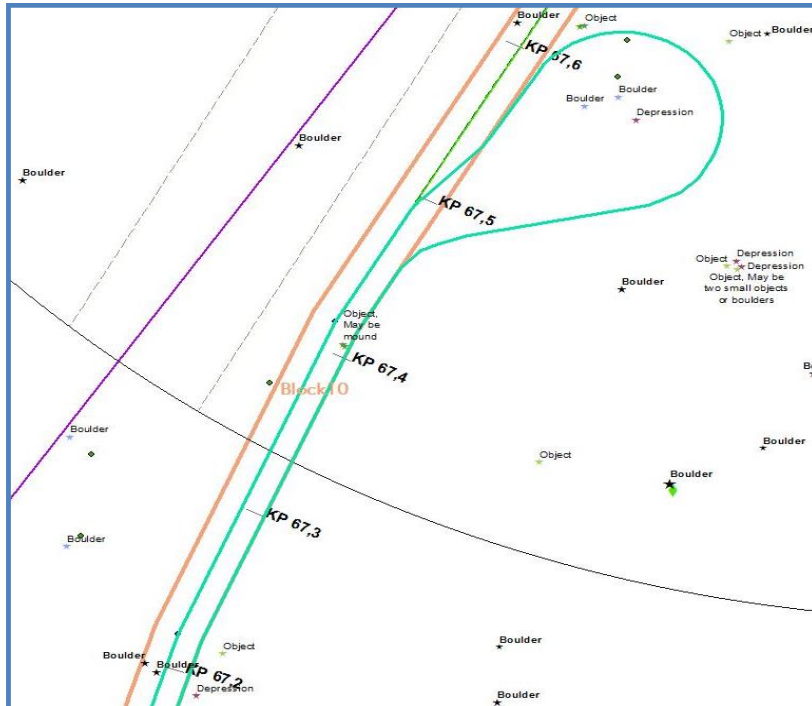 Boulder
Object
Object
Boulder
KP 67,6
Boulder
Boulder
Depression
Boulder
Boulder
KP 67,5
Object
Depression
Depression
Object, May be
two small objects
or boulders
Boulder
Object,
May be
mound
KP 67,4
Block10
Boulder
Object
Boulder
Boulder
KP 67,3
Boulder
Object
Boulder
Boulder
Boulder
KP 67,2
Depression
Boulder